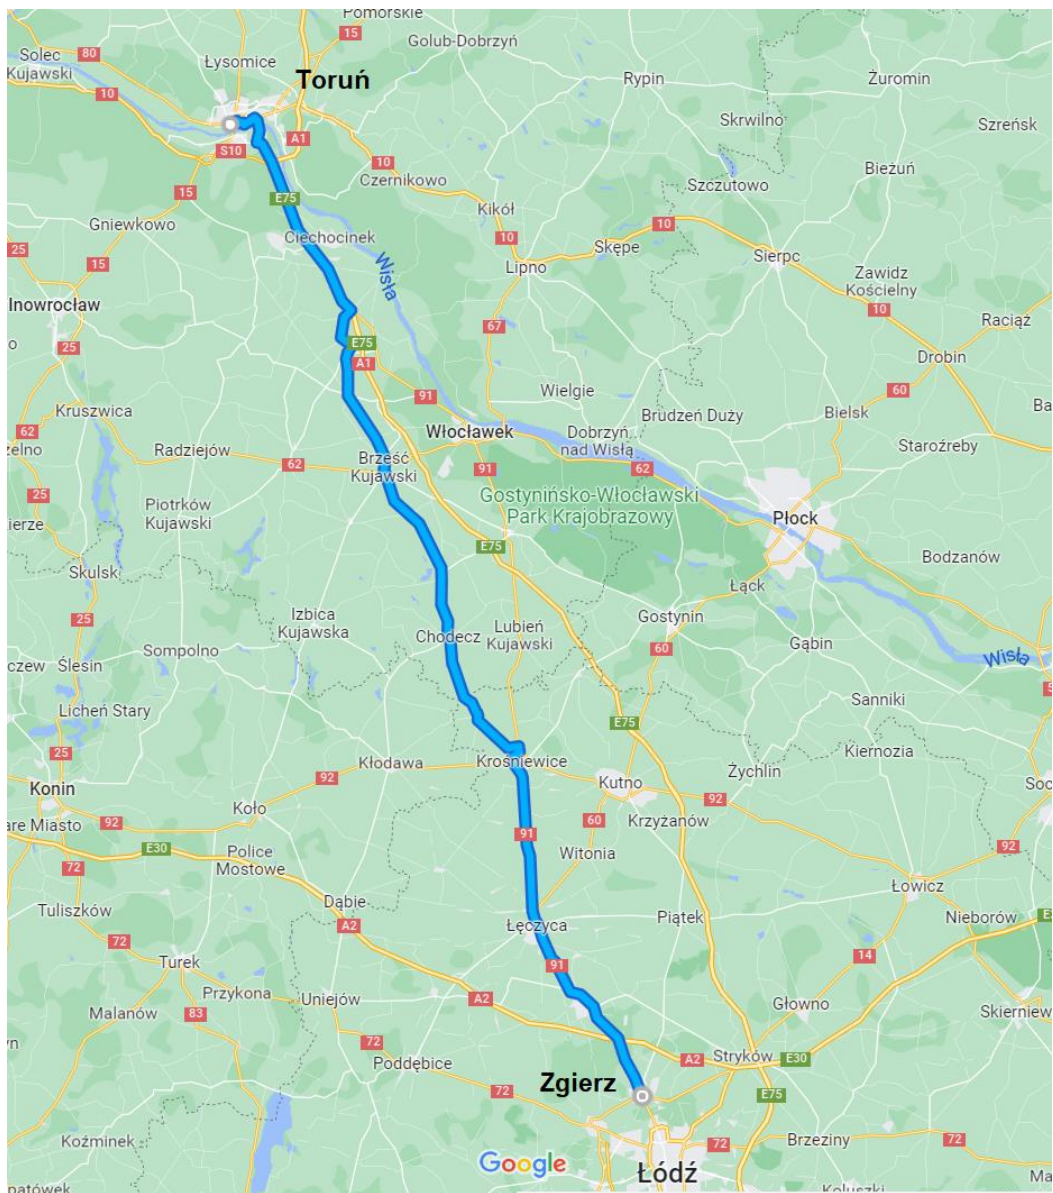 Pomorskie
15
Golub-Dobrzyń
Solec
Kujawski
80
Łysomice
Toruń
Rypin
Żuromin
10
A1
S10
Skrwilno
Szreńsk
10
Czernikowo
Bieżuń
Szczutowo
15
E75
Gniewkowo
Kikół
25
Ciechocinek
10
Skępe
10
Sierpc
15
Wisła
Lipno
Zawidz
Kościelny
Inowrocław
10
Raciąż
67
25
E75
A1
Drobin
91
Wielgie
60
Kruszwica
Brudzeń Duży
Bielsk
62
Włocławek
Dobrzyń
nad Wisłą
Staroźreby
Radziejów
62
Brześć
Kujawski
91
62
25
Gostynińsko-Włocławski
Park Krajobrazowy
Piotrków
Kujawski
Płock
E75
Bodzanów
Skulsk
Łąck
Izbica
Kujawska
Gostynin
25
Chodecz
Lubień
Kujawski
60
Gąbin
Sompolno
Ślesin
Wisła
Sanniki
Licheń Stary
E75
25
Kiernozia
Kłodawa
Krośniewice
Żychlin
92
Kutno
Konin
92
Koło
92
60
Krzyżanów
91
92
E30
Police
Mostowe
Witonia
72
Łowicz
Dąbie
Tuliszków
A2
Łęczyca
Piątek
Nieborów
72
14
Turek
91
Przykona
Uniejów
A2
Głowno
Malanów
83
72
A2
Stryków
E30
Poddębice
Zgierz
72
E75
Koźminek
72
Brzeziny
72
Google
Łódź